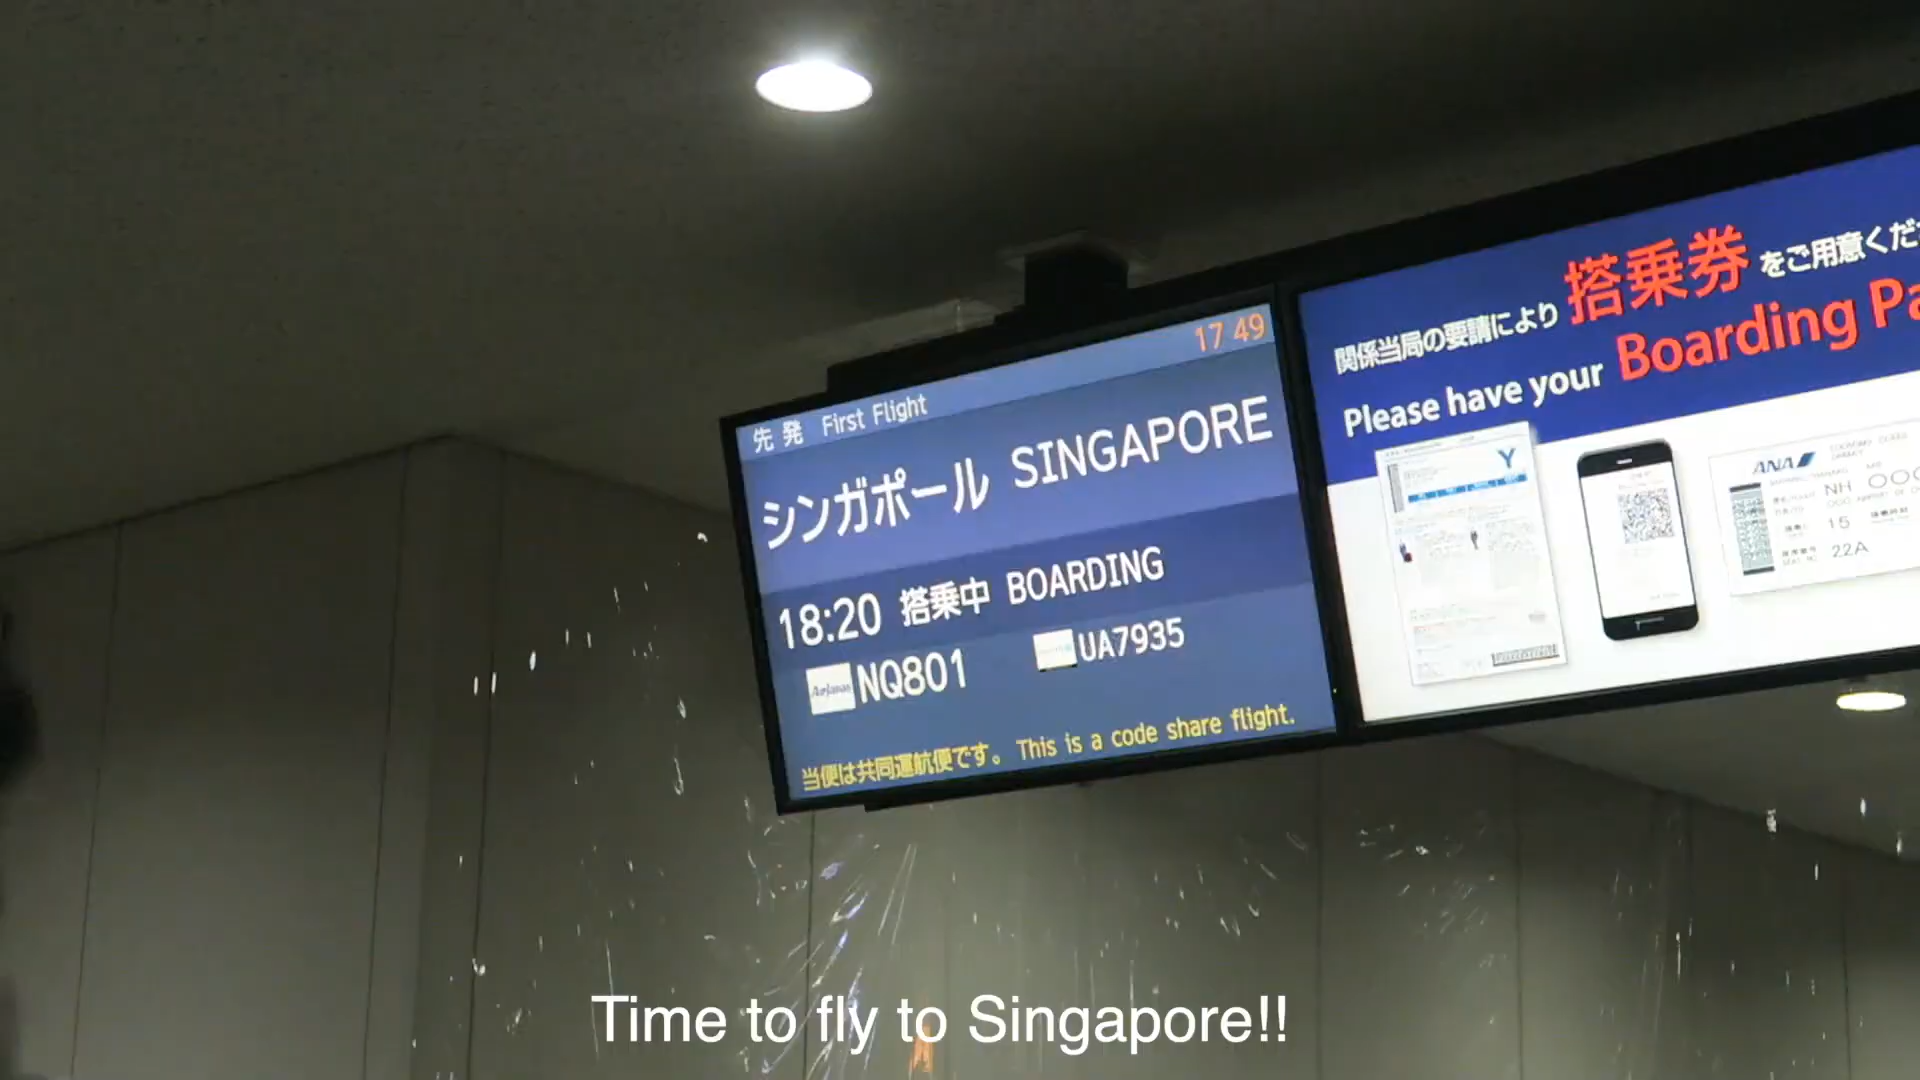 17 49
先発 First Flight
シンガポール SINGAPORE
18:20 搭乗中 BOARDING
AirJapan NQ801 UA7935
当便は共同運航便です。 This is a code share flight.
関係当局の要請により 搭乗券 をご用意くだ
Please have your Boarding Pa
Y
ANA
NH
15
22A
Time to fly to Singapore!!